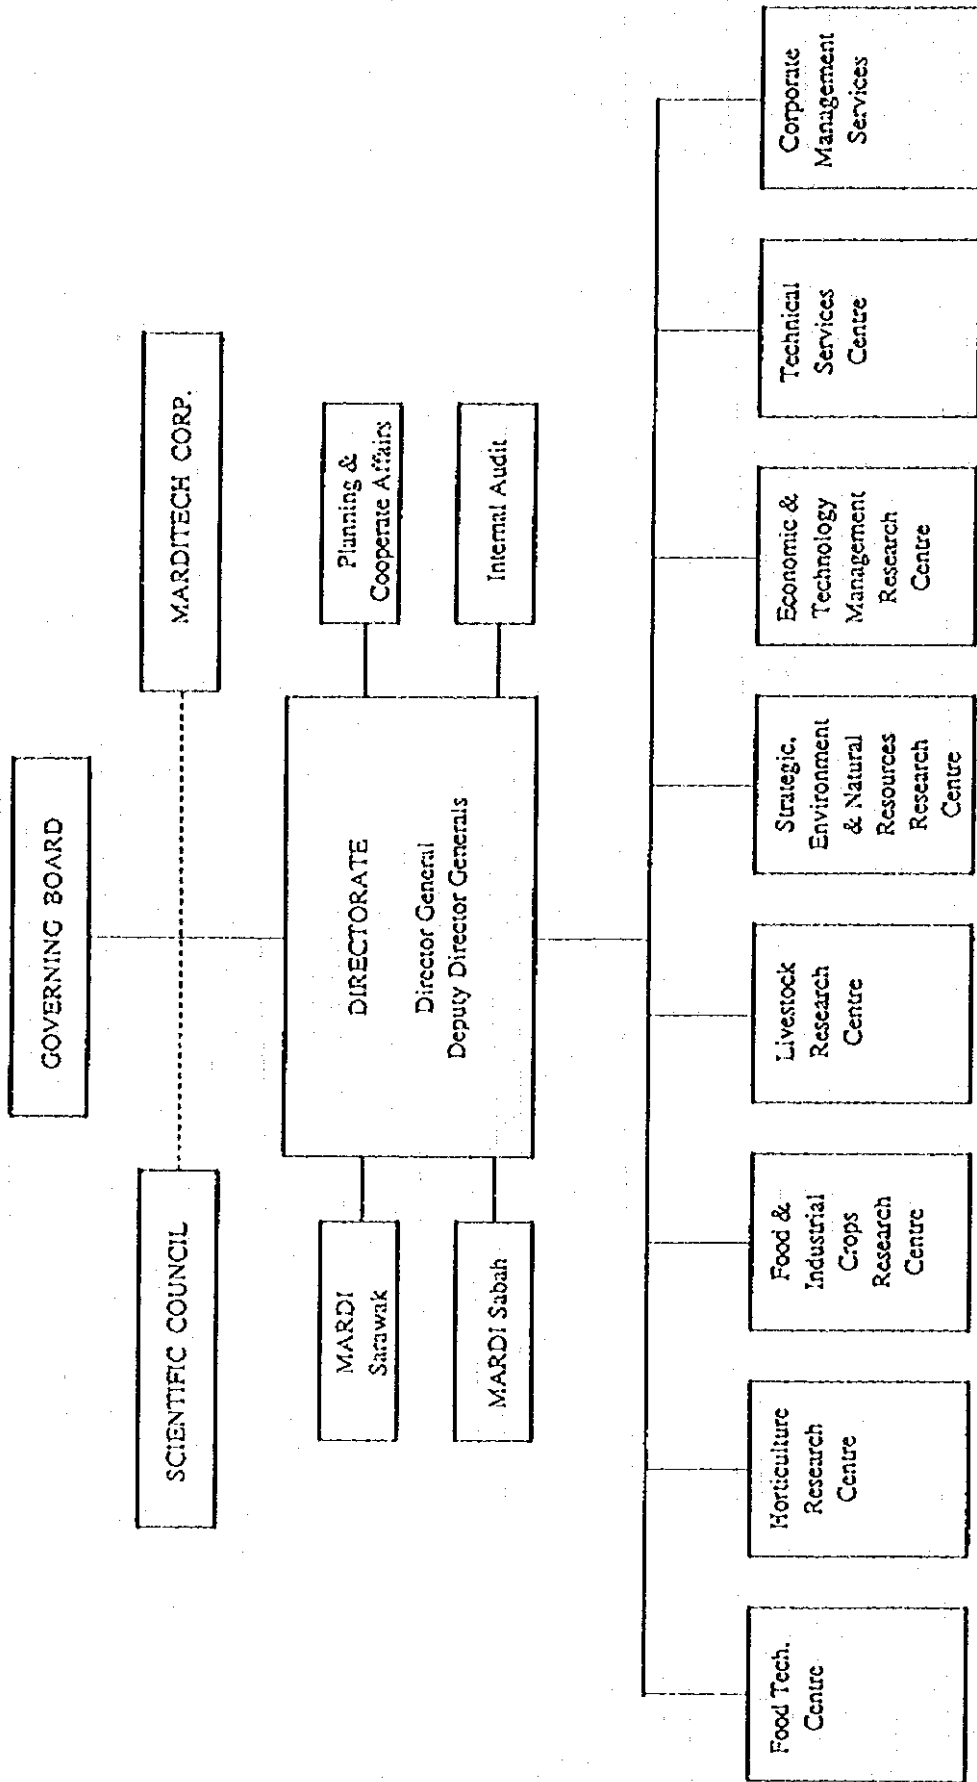 GOVERNING BOARD
SCIENTIFIC COUNCIL
MARDITECH CORP.
MARDI
Sarawak
MARDI Sabah
DIRECTORATE
Director General
Deputy Director Generals
Planning &
Cooperate Affairs
Internal Audit
Food Tech.
Centre
Horticulture
Research
Centre
Food &
Industrial
Crops
Research
Centre
Livestock
Research
Centre
Strategic,
Environment
& Natural
Resources
Research
Centre
Economic &
Technology
Management
Research
Centre
Technical
Services
Centre
Corporate
Management
Services